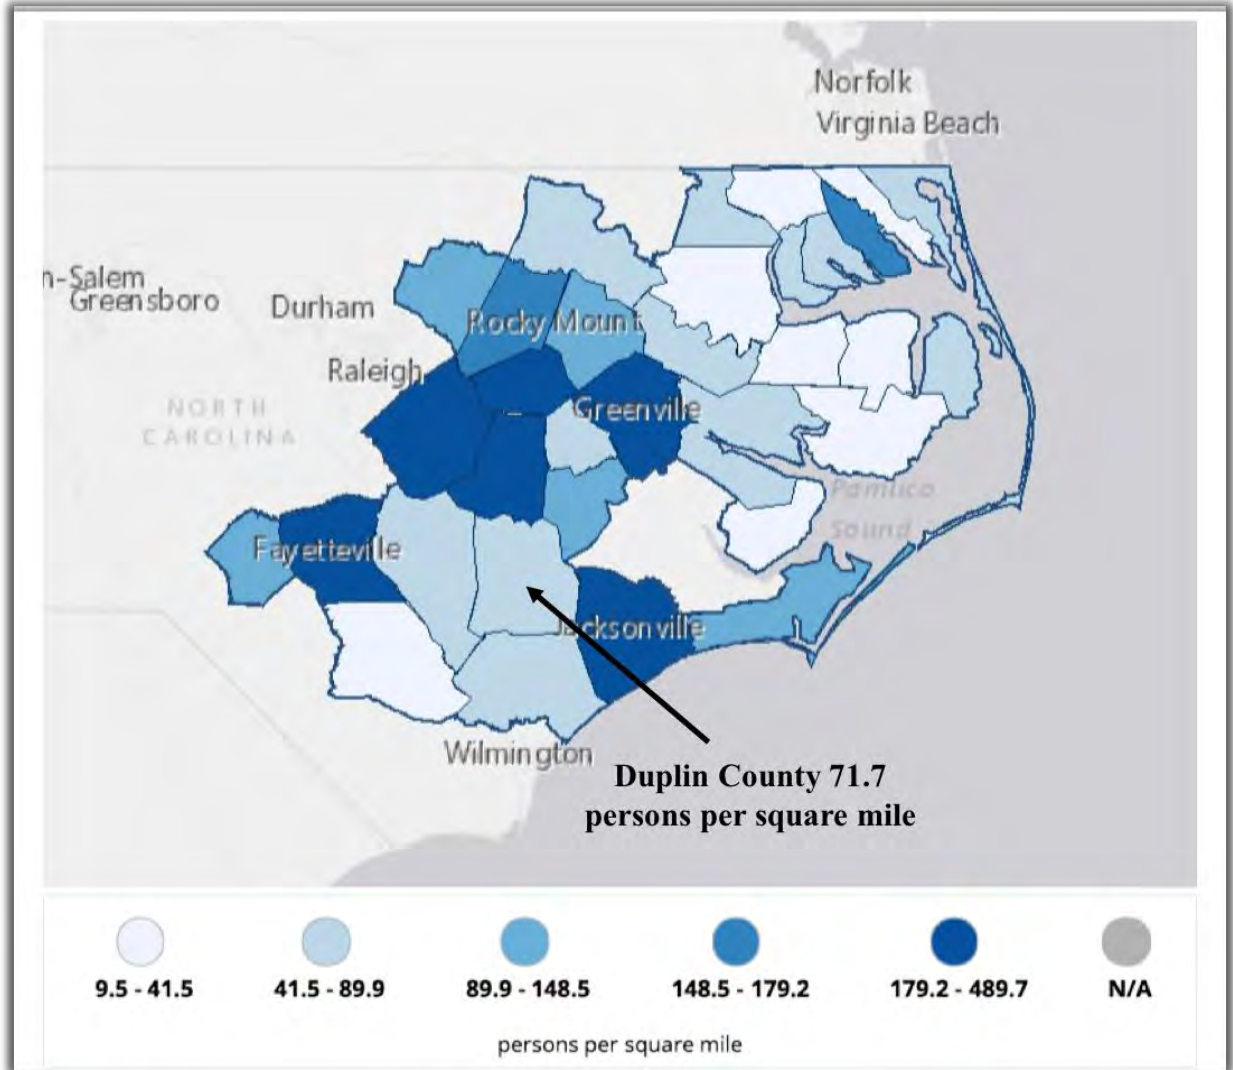 Norfolk
Virginia Beach
n-Salem
Greensboro
Durham
Rocky Mount
Raleigh
NORTH
CAROLINA
Greenville
Pamlico
Sound
Fayetteville
Jacksonville
Wilmington
Duplin County 71.7
persons per square mile
9.5 - 41.5
41.5 - 89.9
89.9 - 148.5
148.5 - 179.2
179.2 - 489.7
N/A
persons per square mile